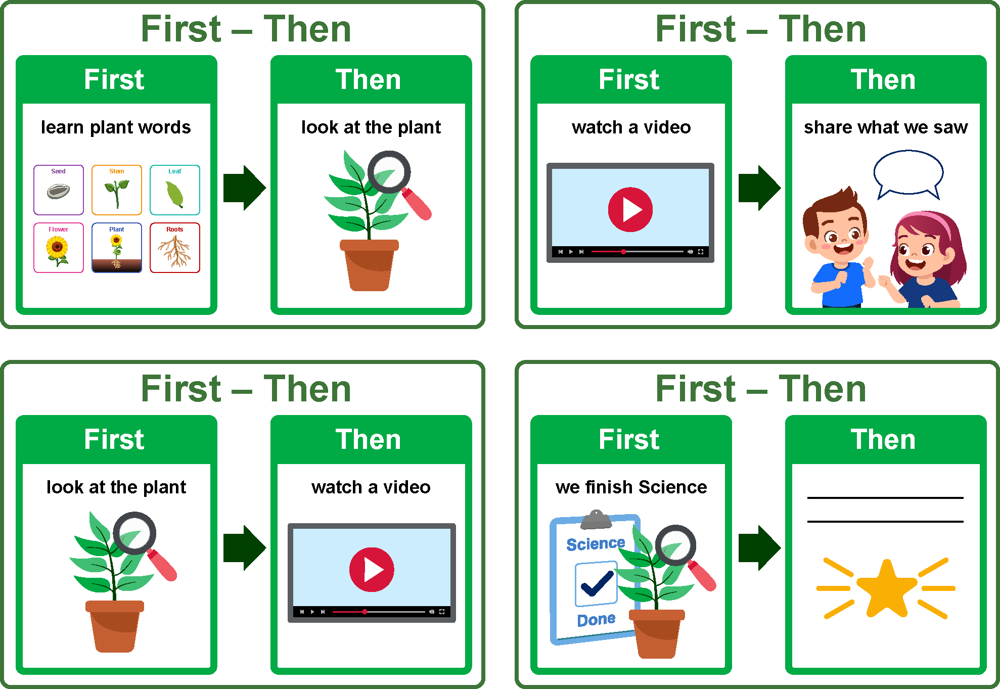 First – Then
First
Then
learn plant words
look at the plant
Seed
Stem
Leaf
Flower
Plant
Roots
First – Then
First
Then
watch a video
share what we saw
First – Then
First
Then
look at the plant
watch a video
First – Then
First
Then
we finish Science
Science
Done